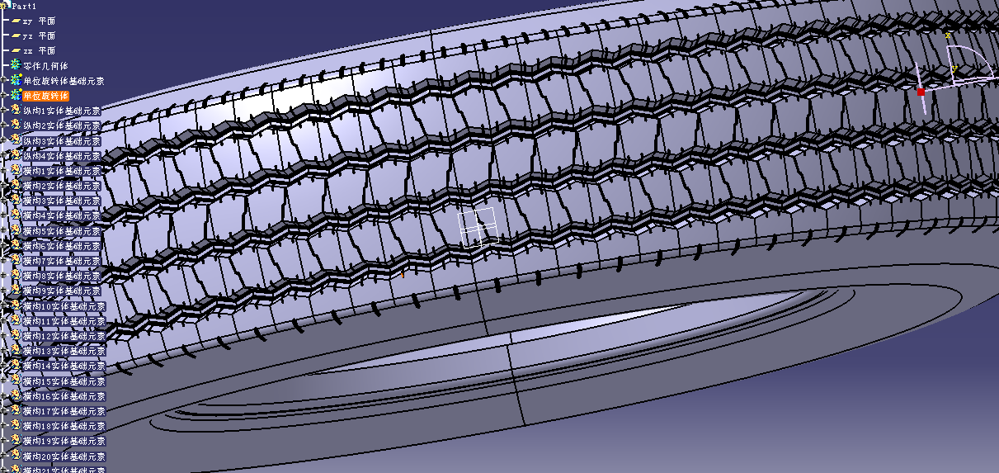 Part1
xy 平面
yz 平面
zx 平面
零件几何体
单位旋转体基础元素
单位旋转体
纵沟1实体基础元素
纵沟2实体基础元素
纵沟3实体基础元素
纵沟4实体基础元素
横沟1实体基础元素
横沟2实体基础元素
横沟3实体基础元素
横沟4实体基础元素
横沟5实体基础元素
横沟6实体基础元素
横沟7实体基础元素
横沟8实体基础元素
横沟9实体基础元素
横沟10实体基础元素
横沟11实体基础元素
横沟12实体基础元素
横沟13实体基础元素
横沟14实体基础元素
横沟15实体基础元素
横沟16实体基础元素
横沟17实体基础元素
横沟18实体基础元素
横沟19实体基础元素
横沟20实体基础元素
横沟21实体基础元素